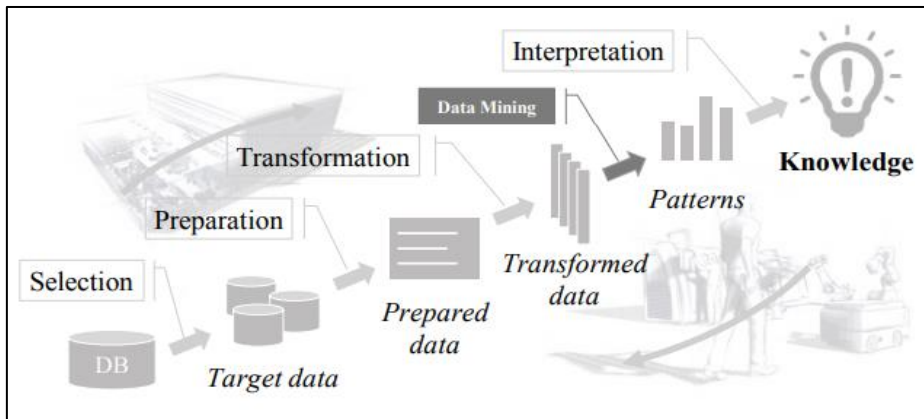 Interpretation
Data Mining
Knowledge
Transformation
Patterns
Preparation
Transformed
data
Selection
Prepared
data
DB
Target data